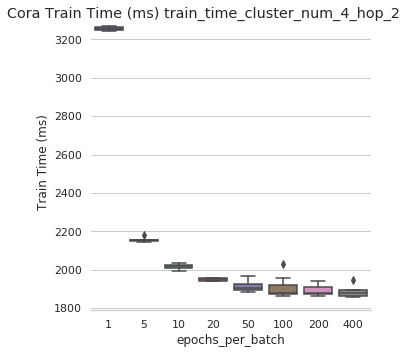 Cora Train Time (ms) train_time_cluster_num_4_hop_2
3200
3000
2800
2600
2400
2200
2000
1800
Train Time (ms)
1 5 10 20 50 100 200 400
epochs_per_batch